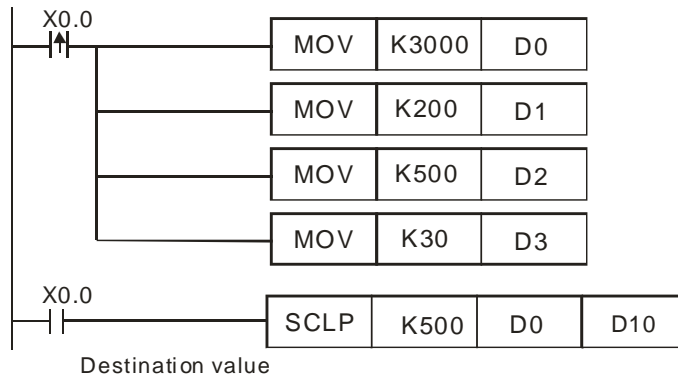 X0.0
MOV K3000 D0
MOV K200 D1
MOV K500 D2
MOV K30 D3
X0.0
SCLP K500 D0 D10
Destination value